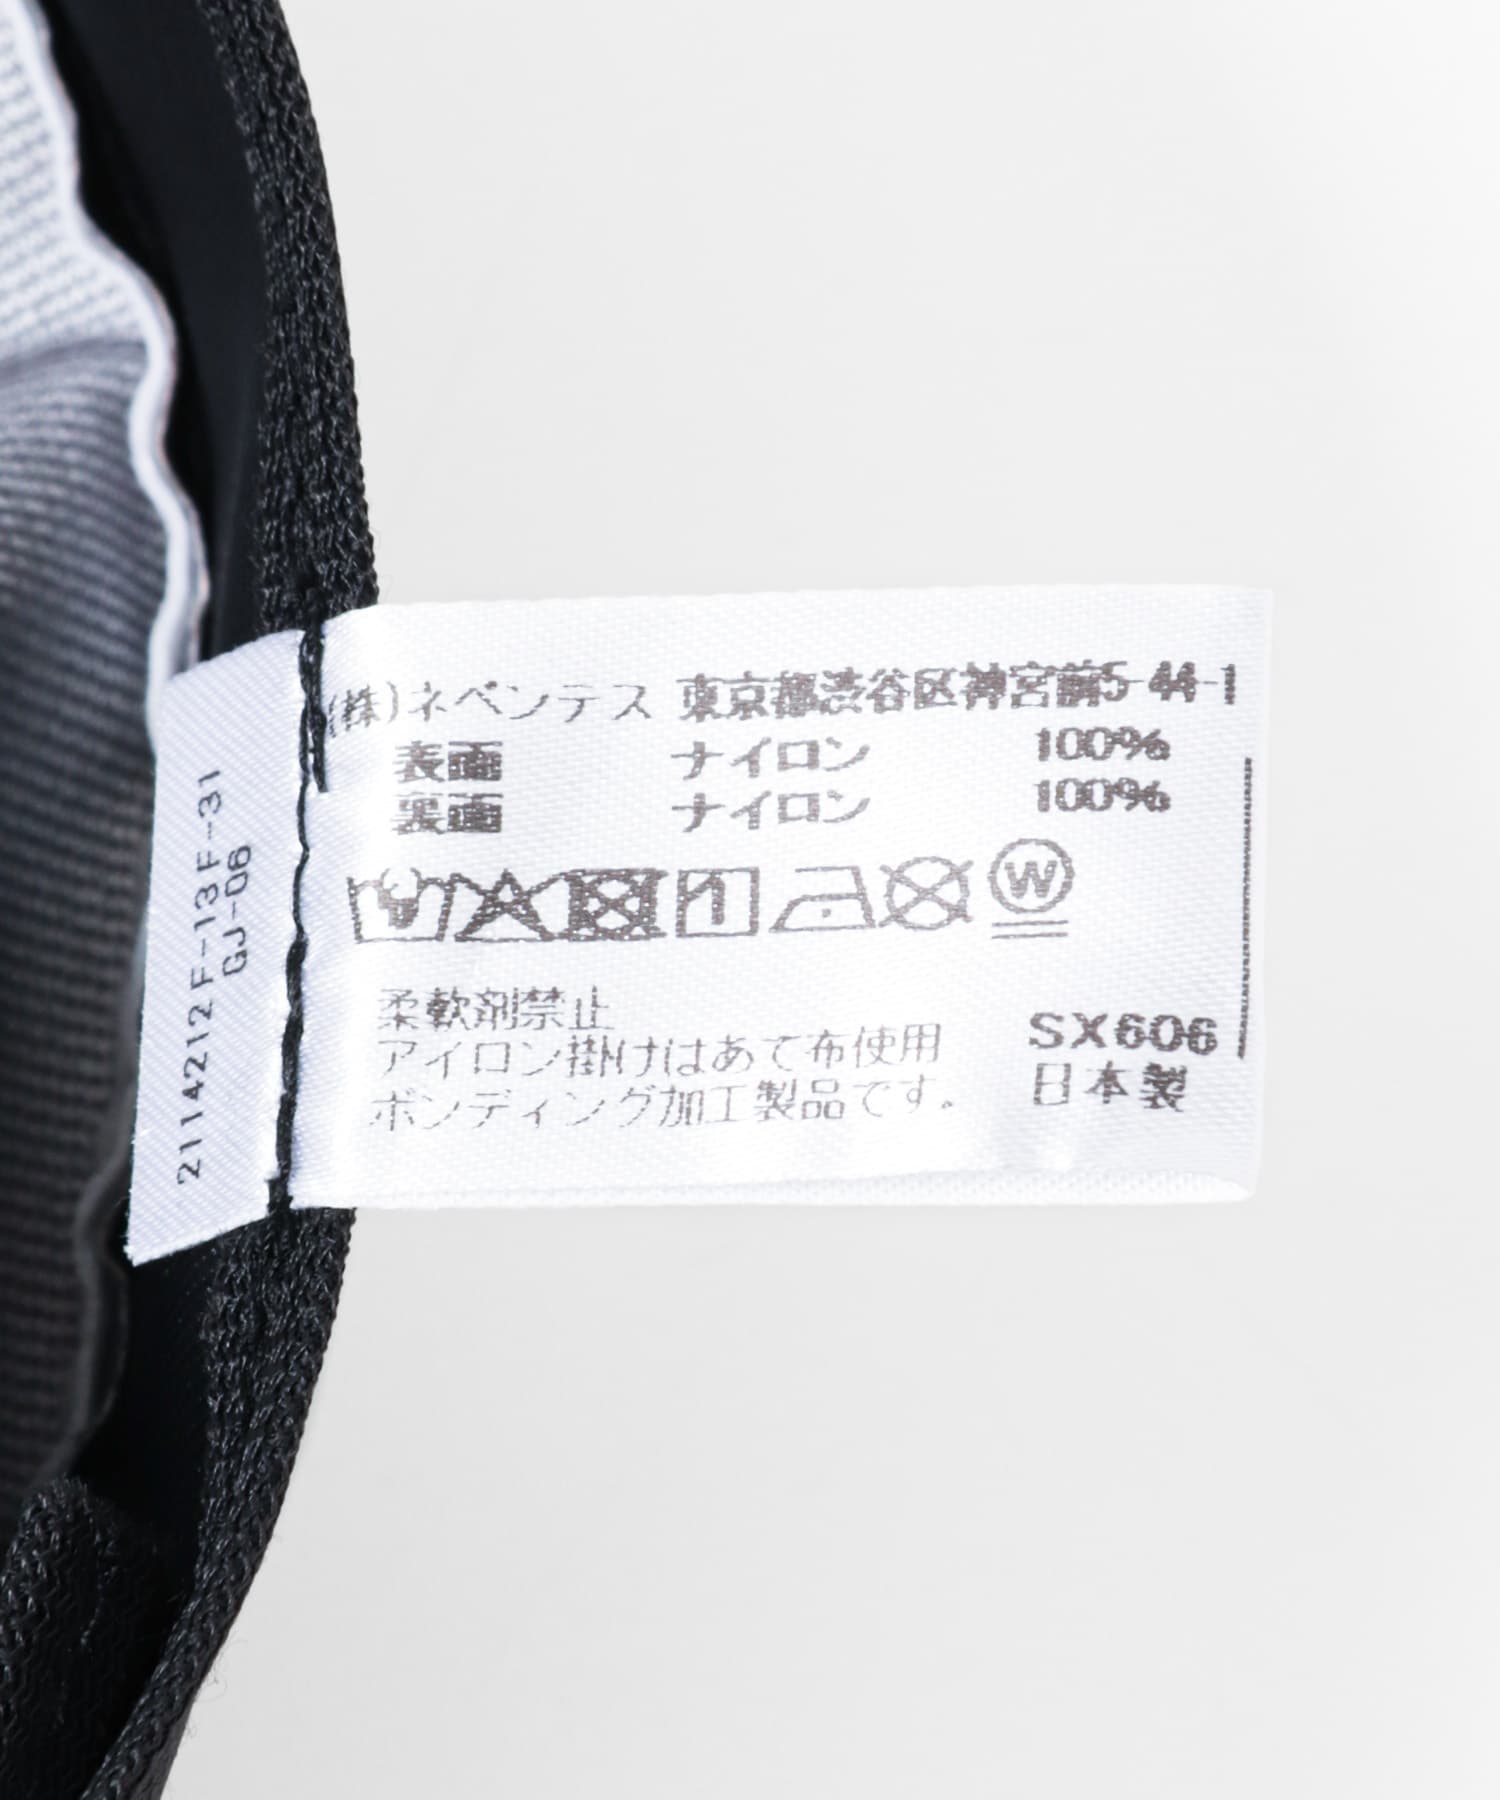 (株)ネペンテス 東京都渋谷区神宮前5-44-1
表面 ナイロン 100%
裏面 ナイロン 100%
W
柔軟剤禁止
アイロン掛けはあて布使用
ボンディング加工製品です。
SX606
日本製
2114212F-13F-31
GJ-06